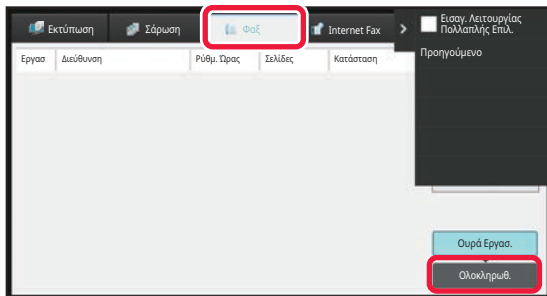 Εκτύπωση Σάρωση Φαξ Internet Fax
Εισαγ. Λειτουργίας
Πολλαπλής Επιλ.
Προηγούμενο
Εργασ Διεύθυνση Ρύθμ. Ώρας Σελίδες Κατάσταση
Ουρά Εργασ.
Ολοκληρωθ.